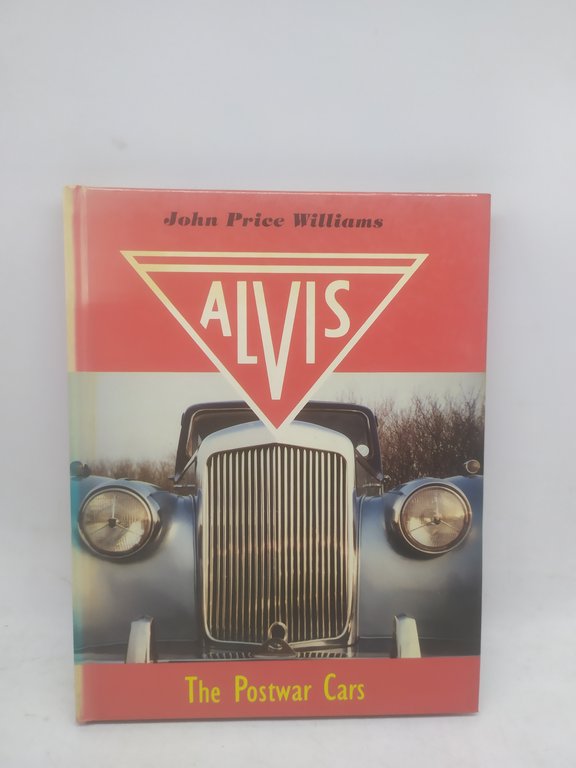 John Price Williams
ALVIS
The Postwar Cars